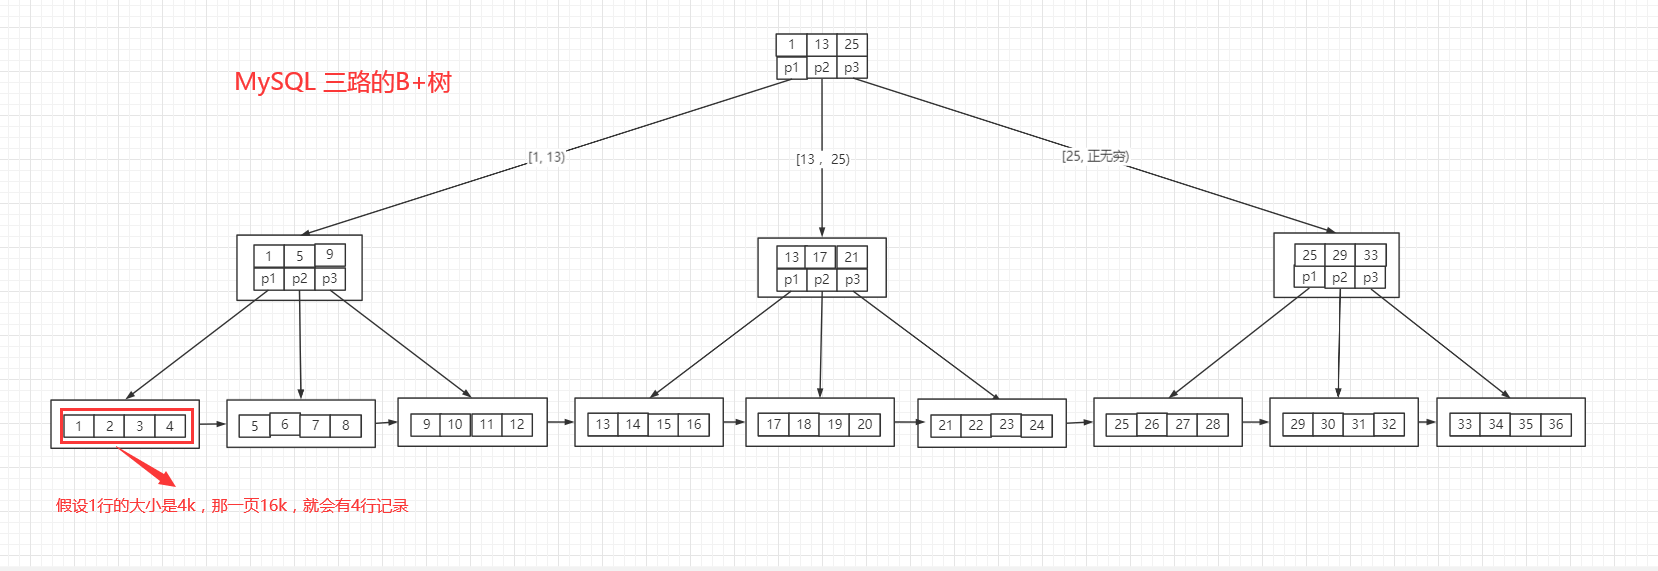 1 13 25
p1 p2 p3
MySQL 三路的B+树
[1, 13)
[13 , 25)
[25, 正无穷)
1 5 9
p1 p2 p3
13 17 21
p1 p2 p3
25 29 33
p1 p2 p3
1 2 3 4
5 6 7 8
9 10 11 12
13 14 15 16
17 18 19 20
21 22 23 24
25 26 27 28
29 30 31 32
33 34 35 36
假设1行的大小是4k，那一页16k，就会有4行记录